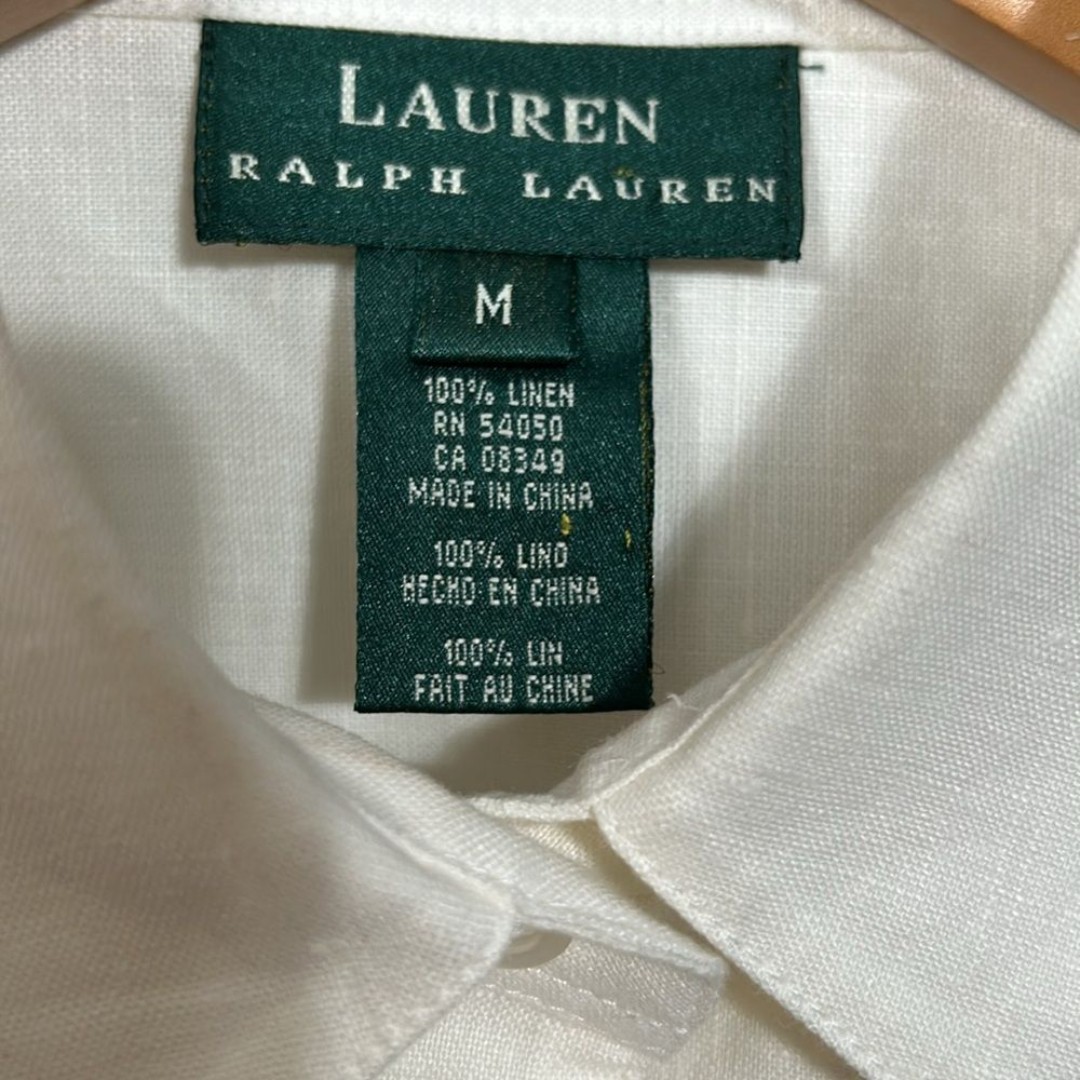 LAUREN
RALPH LAUREN
M
100% LINEN
RN 54050
CA 08349
MADE IN CHINA
100% LINO
HECHO EN CHINA
100% LIN
FAIT AU CHINE